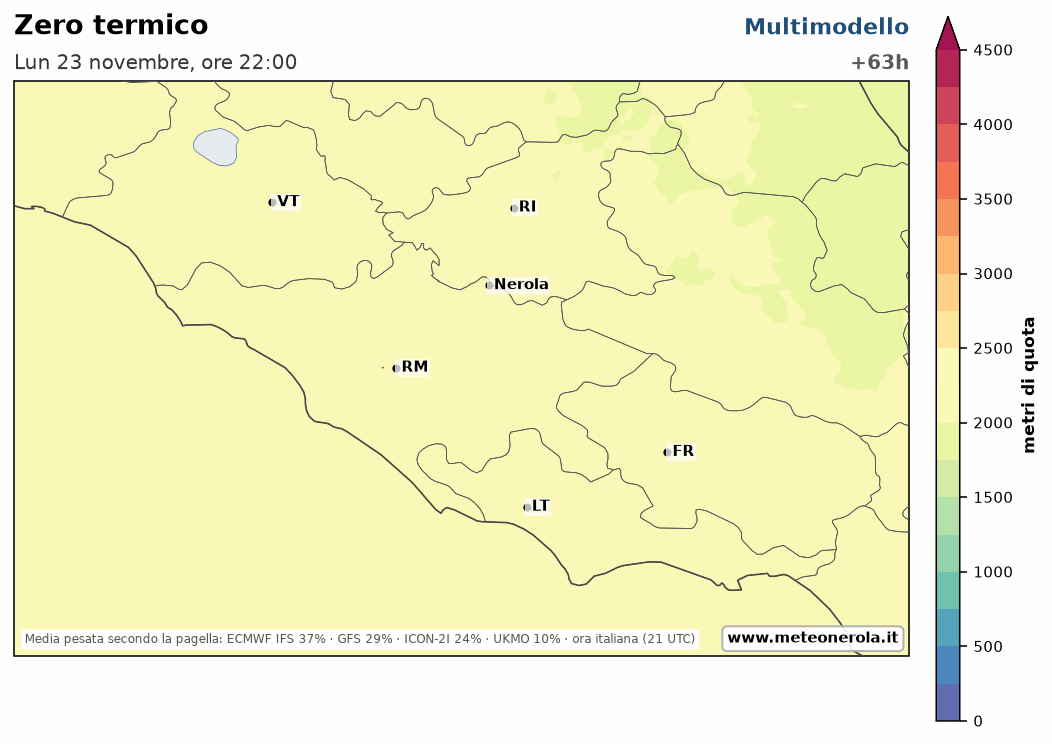 Zero termico
Multimodello
Lun 23 novembre, ore 22:00
+63h
4500
4000
3500
3000
2500
2000
1500
1000
500
0
metri di quota
VT
RI
Nerola
RM
FR
LT
Media pesata secondo la pagella: ECMWF IFS 37% · GFS 29% · ICON-2I 24% · UKMO 10% · ora italiana (21 UTC)
www.meteonerola.it